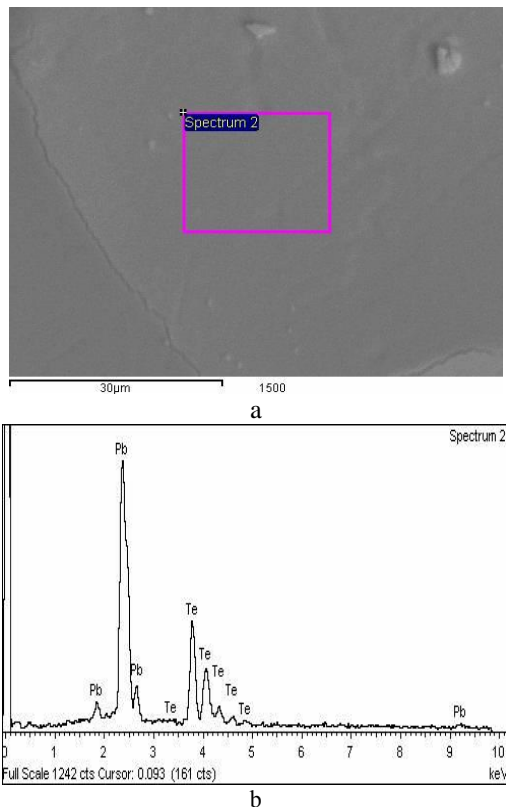 Spectrum 2
30µm 1500
a
Spectrum 2
Pb
Te
Te
Pb Te
Pb Te Te Te Pb
0 1 2 3 4 5 6 7 8 9 10
Full Scale 1242 cts Cursor: 0.093 (161 cts) keV
b